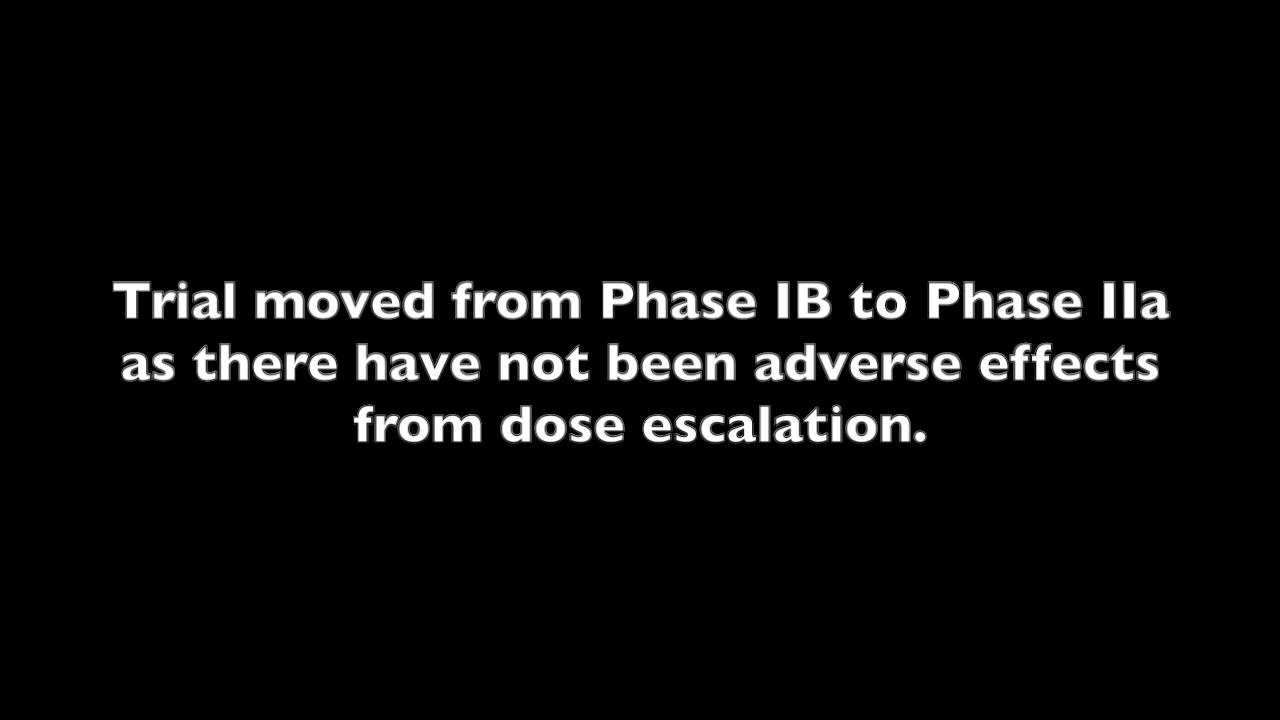 Trial moved from Phase IB to Phase IIa
as there have not been adverse effects
from dose escalation.